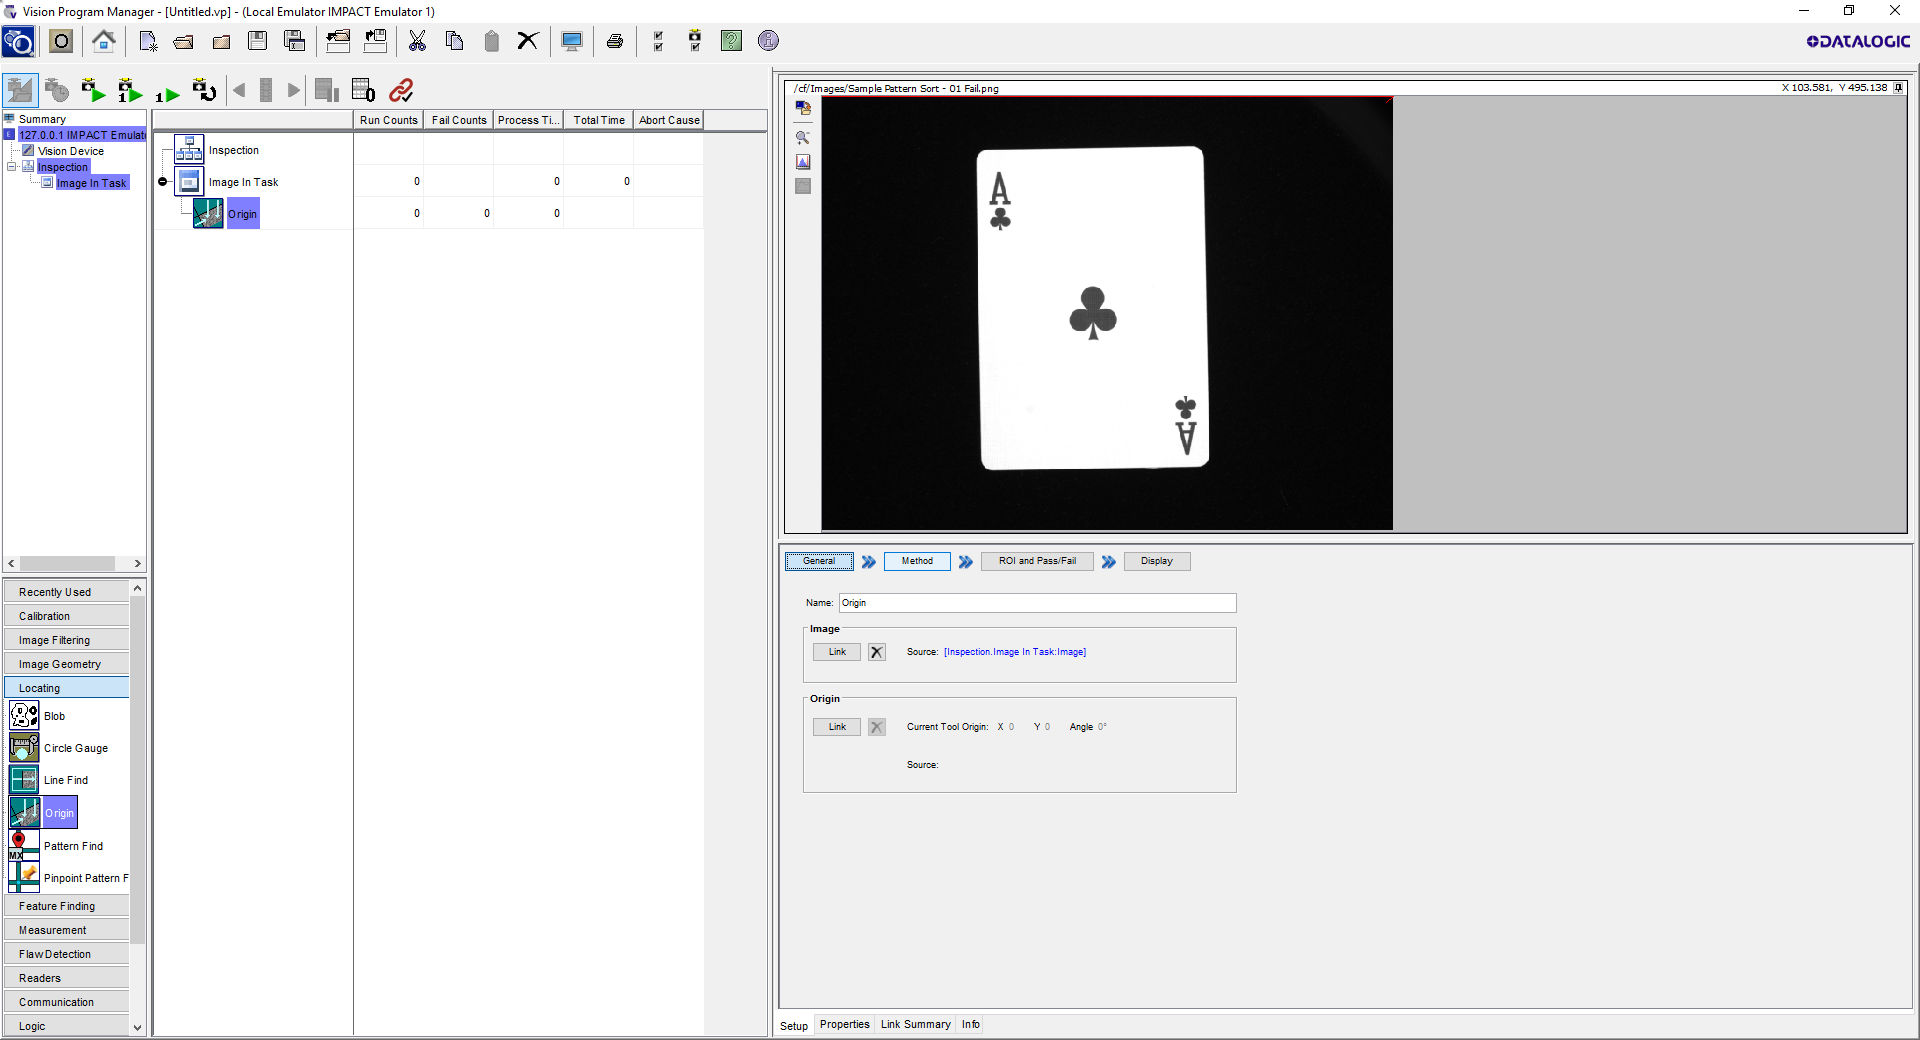 Vision Program Manager - [Untitled.vp] - (Local Emulator IMPACT Emulator 1)
DATALOGIC
Summary
127.0.0.1 IMPACT Emulato
Vision Device
Inspection
Image In Task
Run Counts Fail Counts Process Ti... Total Time Abort Cause
Inspection
Image In Task 0 0 0
Origin 0 0 0
/cf/Images/Sample Pattern Sort - 01 Fail.png X 103.581, Y 495.138
A
A
Recently Used
Calibration
Image Filtering
Image Geometry
Locating
Blob
Circle Gauge
Line Find
Origin
Pattern Find
MX
Pinpoint Pattern F
Feature Finding
Measurement
Flaw Detection
Readers
Communication
Logic
General Method ROI and Pass/Fail Display
Name: Origin
Image
Link Source: [Inspection.Image In Task:Image]
Origin
Link Current Tool Origin: X 0 Y 0 Angle 0°
Source:
Setup Properties Link Summary Info